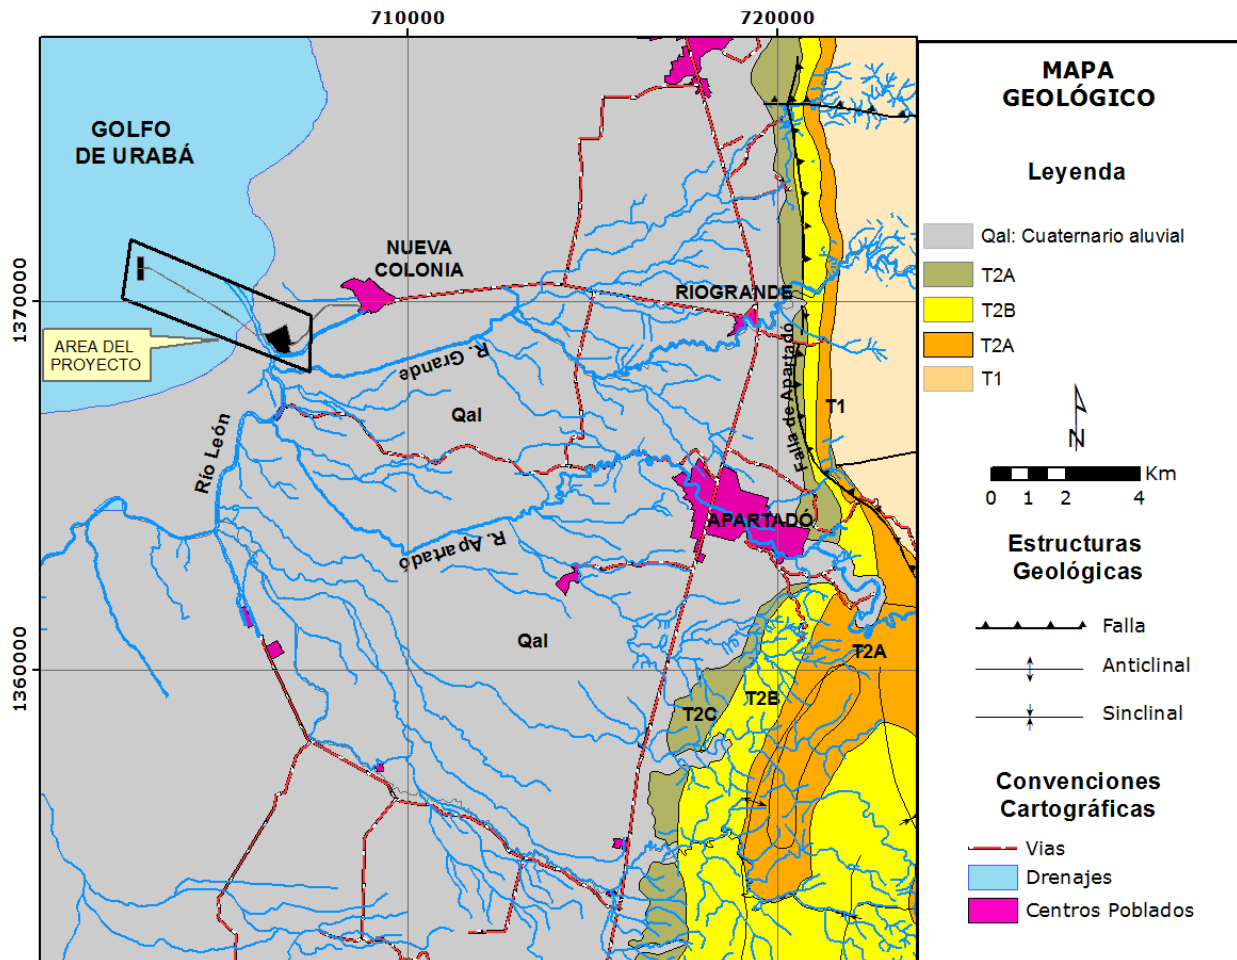 710000
720000
1370000
1360000
GOLFO
DE URABÁ
NUEVA
COLONIA
RIOGRANDE
AREA DEL
PROYECTO
R. Grande
Qal
Río León
Falla de Apartado
T1
APARTADÓ
R. Apartadó
Qal
T2A
T2B
T2C
MAPA
GEOLÓGICO
Leyenda
Qal: Cuaternario aluvial
T2A
T2B
T2A
T1
N
Km
0 1 2 4
Estructuras
Geológicas
Falla
Anticlinal
Sinclinal
Convenciones
Cartográficas
Vias
Drenajes
Centros Poblados